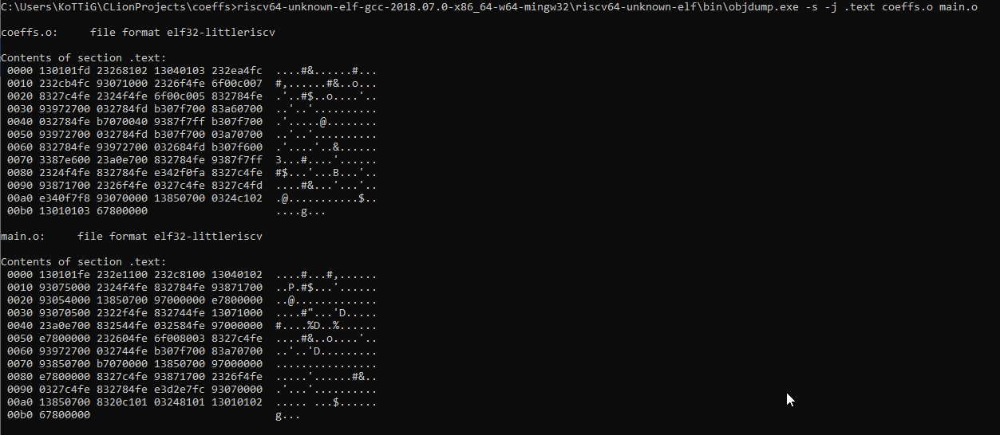 C:\Users\KoTTiG\CLionProjects\coeffs>riscv64-unknown-elf-gcc-2018.07.0-x86_64-w64-mingw32\riscv64-unknown-elf\bin\objdump.exe -s -j .text coeffs.o main.o

coeffs.o:     file format elf32-littleriscv

Contents of section .text:
 0000 130101fd 23268102 13040103 232ea4fc  ....#&......#...
 0010 232cb4fc 93071000 2326f4fe 6f00c007  #,......#&..o...
 0020 8327c4fe 2324f4fe 6f00c005 832784fe  .'..#$..o....'..
 0030 93972700 032784fd b307f700 83a60700  ..'..'..........
 0040 032784fe b7070040 9387f7ff b307f700  .'.....@........
 0050 93972700 032784fd b307f700 03a70700  ..'..'..........
 0060 832784fe 93972700 032684fd b307f600  .'....'..&......
 0070 3387e600 23a0e700 832784fe 9387f7ff  3...#....'......
 0080 2324f4fe 832784fe e342f0fa 8327c4fe  #$...'...B...'..
 0090 93871700 2326f4fe 0327c4fe 8327c4fd  ....#&...'...'..
 00a0 e340f7f8 93070000 13850700 0324c102  .@...........$..
 00b0 13010103 67800000                    ....g...

main.o:     file format elf32-littleriscv

Contents of section .text:
 0000 130101fe 232e1100 232c8100 13040102  ....#...#,......
 0010 93075000 2324f4fe 832784fe 93871700  ..P.#$...'......
 0020 93054000 13850700 97000000 e7800000  ..@.............
 0030 93070500 2322f4fe 832744fe 13071000  ....#"...'D.....
 0040 23a0e700 832544fe 032584fe 97000000  #....%D..%......
 0050 e7800000 232604fe 6f008003 8327c4fe  ....#&..o....'..
 0060 93972700 032744fe b307f700 83a70700  ..'..'D.........
 0070 93850700 b7070000 13850700 97000000  ................
 0080 e7800000 8327c4fe 93871700 2326f4fe  .....'......#&..
 0090 0327c4fe 832784fe e3d2e7fc 93070000  .'...'..........
 00a0 13850700 8320c101 03248101 13010102  ..... ...$......
 00b0 67800000                             g...